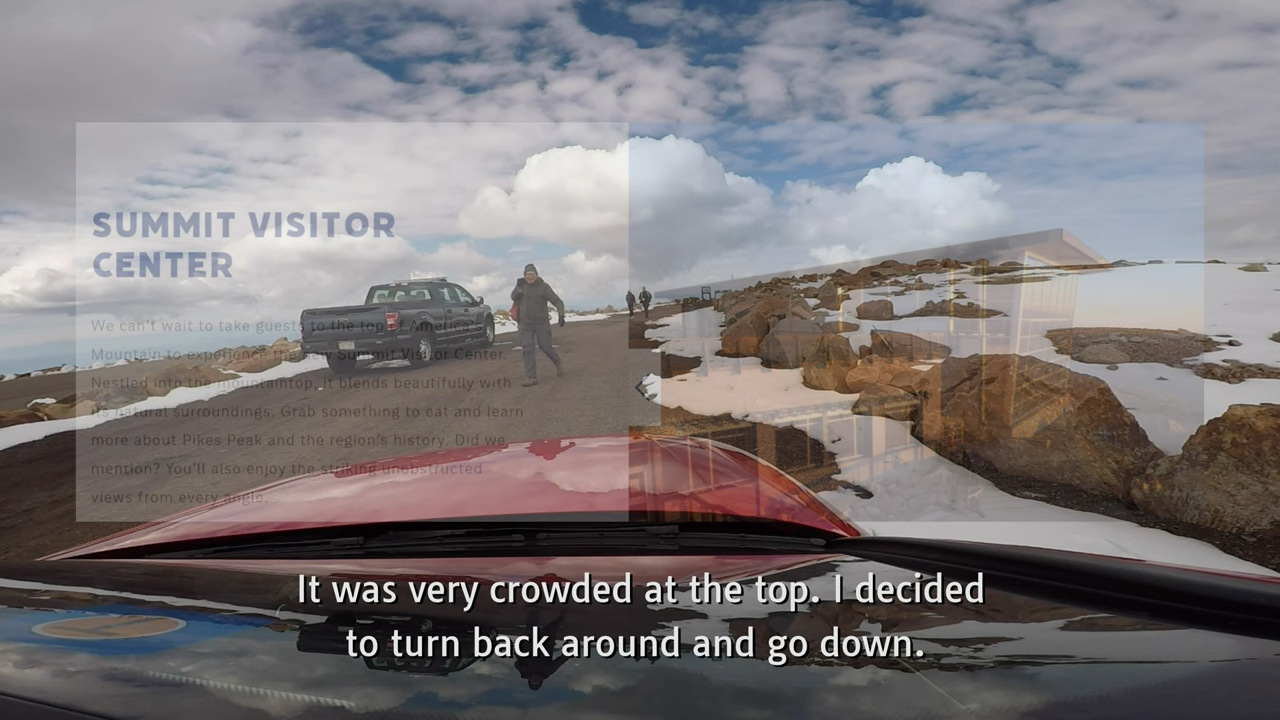 SUMMIT VISITOR
CENTER
We can't wait to take guests to the top of America's
Mountain to experience the new Summit Visitor Center.
Nestled into the mountaintop, it blends beautifully with
its natural surroundings. Grab something to eat and learn
more about Pikes Peak and the region's history. Did we
mention? You'll also enjoy the striking unobstructed
views from every angle.
It was very crowded at the top. I decided
to turn back around and go down.